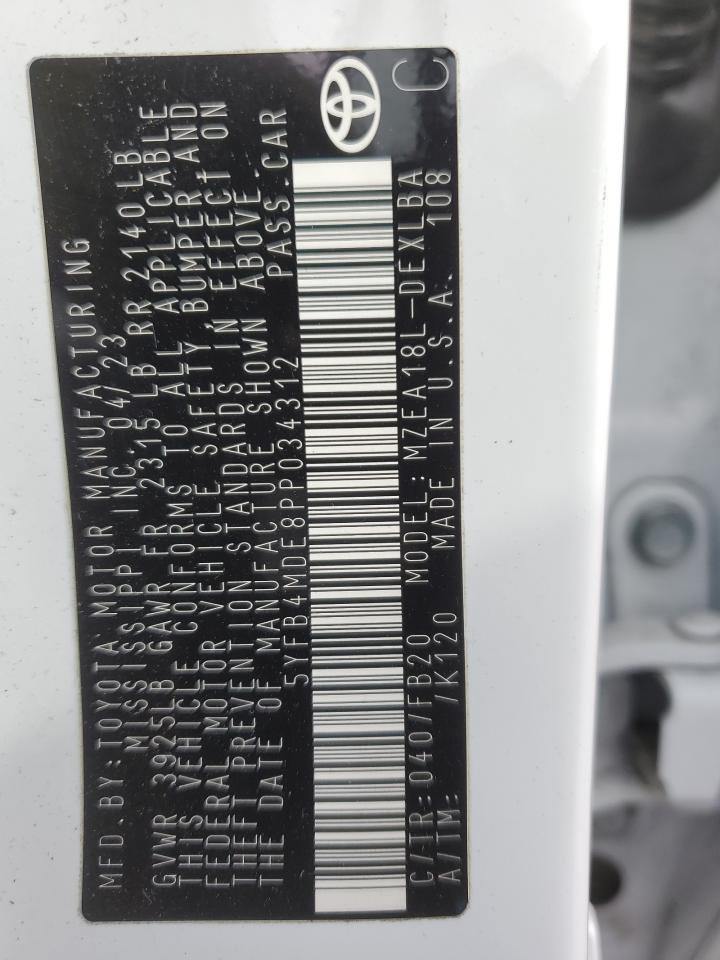 MFD.BY:TOYOTA MOTOR MANUFACTURING
MISSISSIPPI INC 04/23
GVWR 3925LB GAWR FR 2315 LB RR 2140LB
THIS VEHICLE CONFORMS TO ALL APPLICABLE
FEDERAL MOTOR VEHICLE SAFETY BUMPER AND
THEFT PREVENTION STANDARDS IN EFFECT ON
THE DATE OF MANUFACTURE SHOWN ABOVE.
5YFB4MDE8PP034312 PASS.CAR
C/TR:040/FB20 MODEL:MZEA18L-DEXLBA
A/TM: /K120 MADE IN U.S.A. 108
C